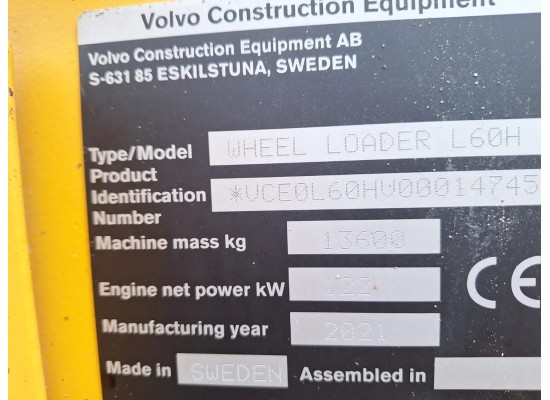 Volvo Construction Equipment
Volvo Construction Equipment AB
S-631 85 ESKILSTUNA, SWEDEN
Type/Model WHEEL LOADER L60H
Product
Identification *VCE0L60HV00014745
Number
Machine mass kg 13600
Engine net power kW 122
CE
Manufacturing year 2021
Made in SWEDEN Assembled in